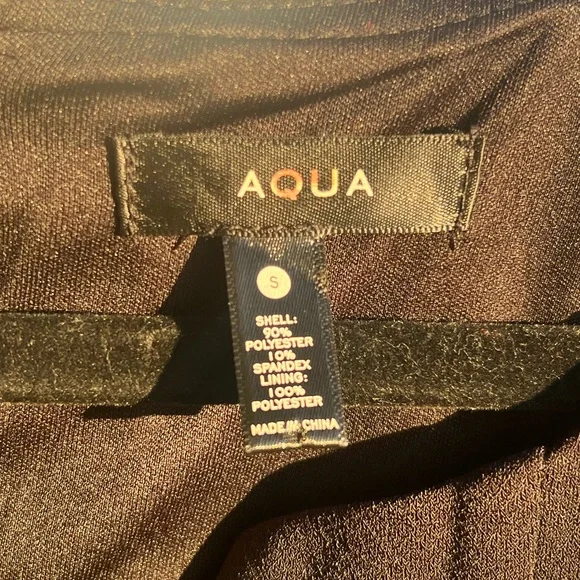 AQUA
S
SHELL:
90%
POLYESTER
10%
SPANDEX
LINING:
100%
POLYESTER
MADE IN CHINA